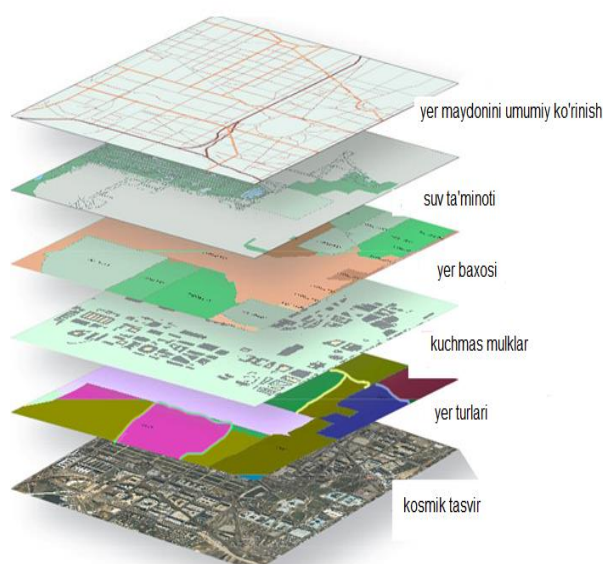 yer maydonini umumiy ko'rinish
suv ta'minoti
yer baxosi
kuchmas mulklar
yer turlari
kosmik tasvir